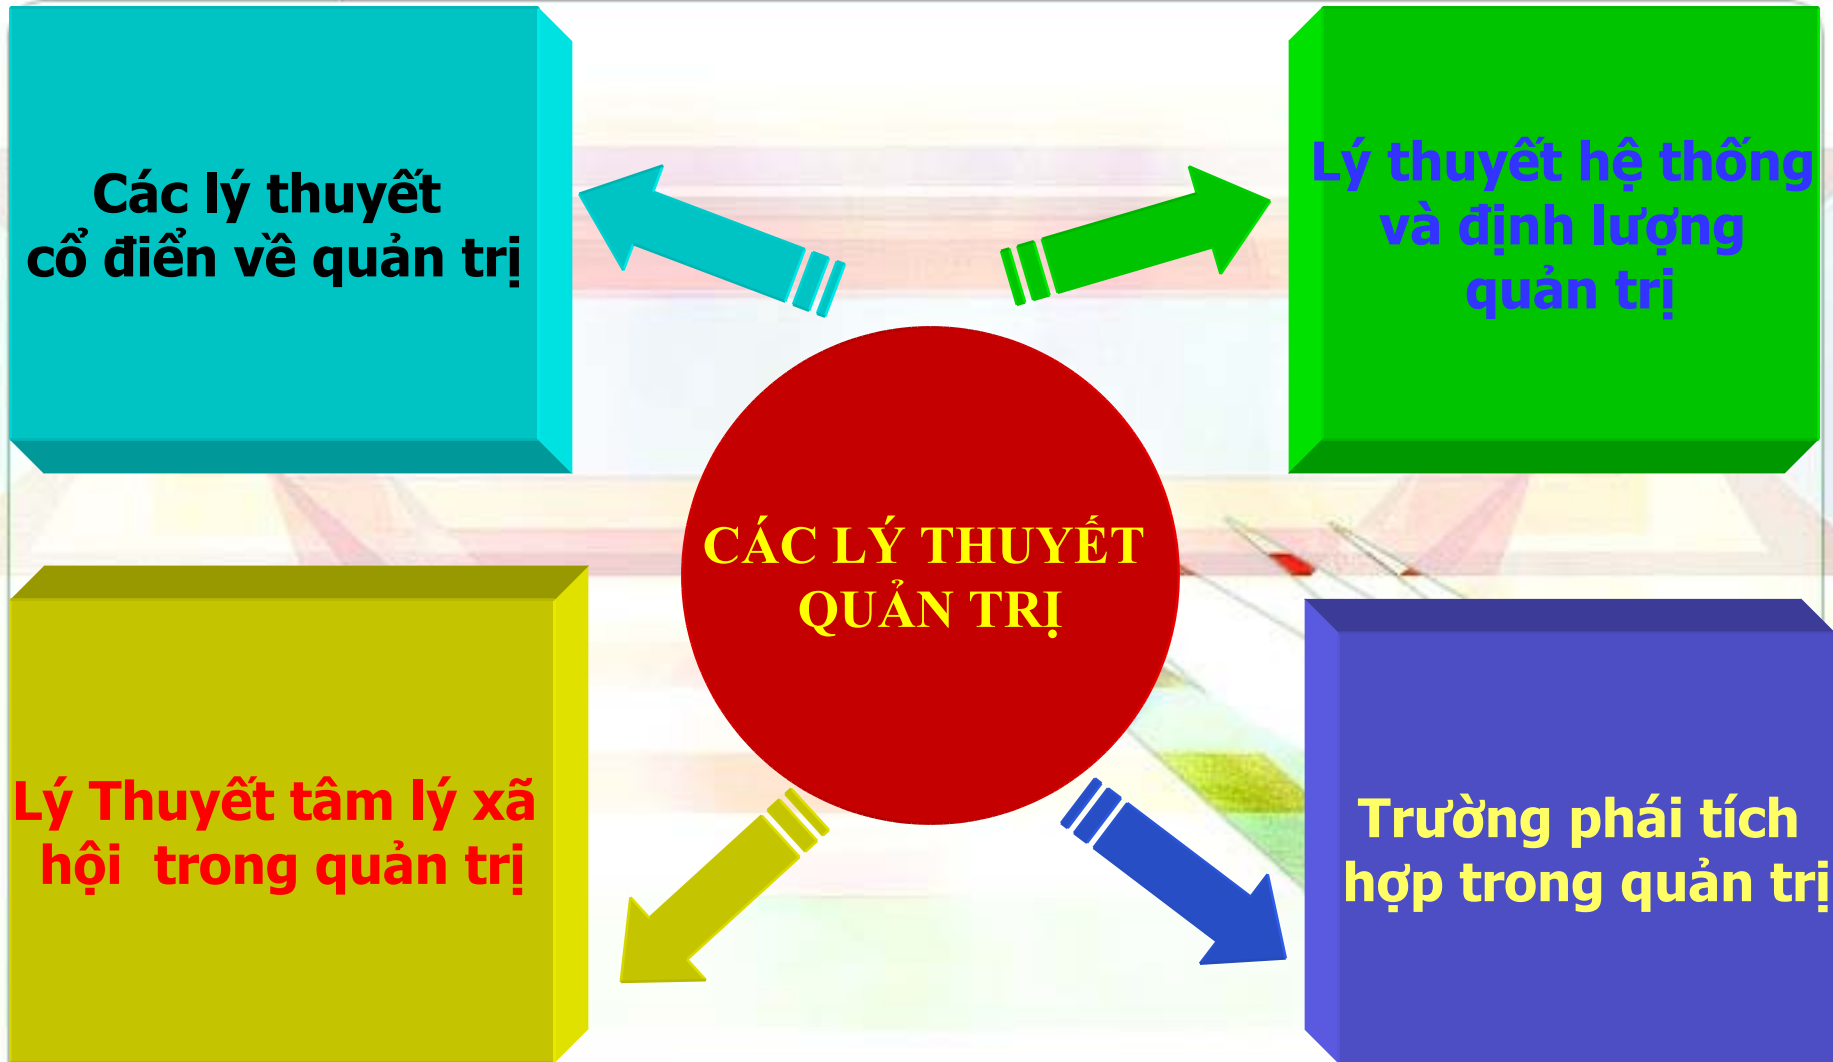 Các lý thuyết
cổ điển về quản trị
Lý thuyết hệ thống
và định lượng
quản trị
CÁC LÝ THUYẾT
QUẢN TRỊ
Lý Thuyết tâm lý xã
hội trong quản trị
Trường phái tích
hợp trong quản trị